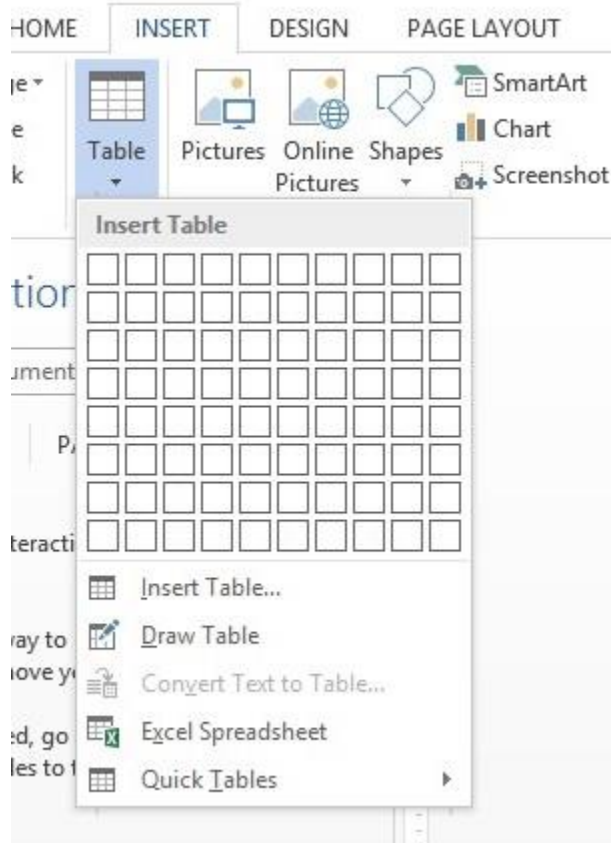 HOME INSERT DESIGN PAGE LAYOUT
Table
Pictures
Online
Pictures
Shapes
SmartArt
Chart
Screenshot
Insert Table
Insert Table...
Draw Table
Convert Text to Table...
Excel Spreadsheet
Quick Tables